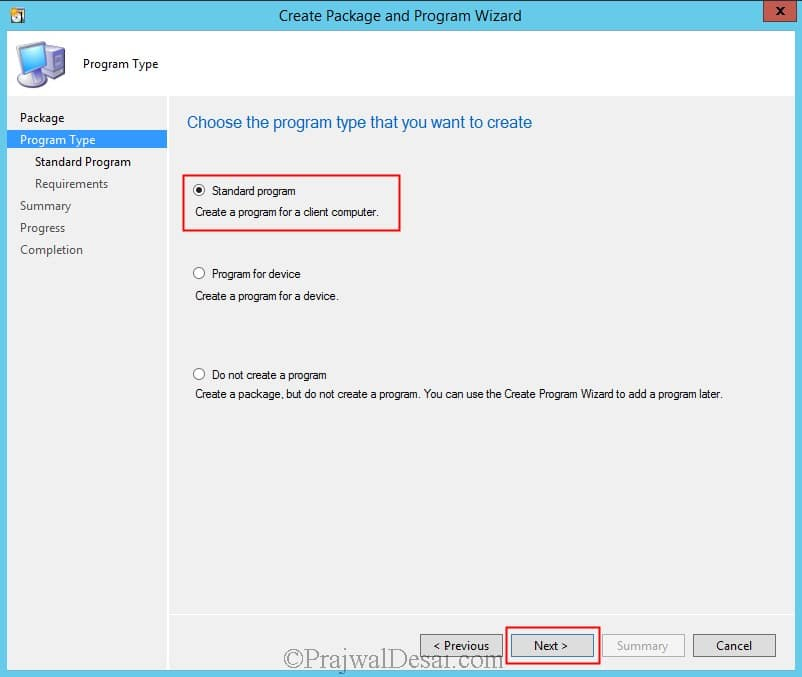 Create Package and Program Wizard
x
Program Type
Package
Program Type
Standard Program
Requirements
Summary
Progress
Completion
Choose the program type that you want to create
Standard program
Create a program for a client computer.
Program for device
Create a program for a device.
Do not create a program
Create a package, but do not create a program. You can use the Create Program Wizard to add a program later.
< Previous
Next >
Summary
Cancel
©PrajwalDesai.com